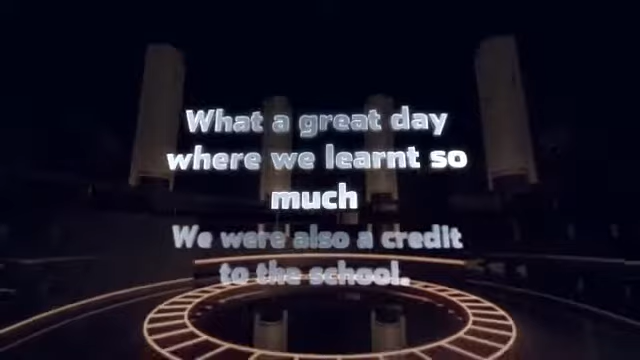 What a great day
where we learnt so
much
We were also a credit
to the school.